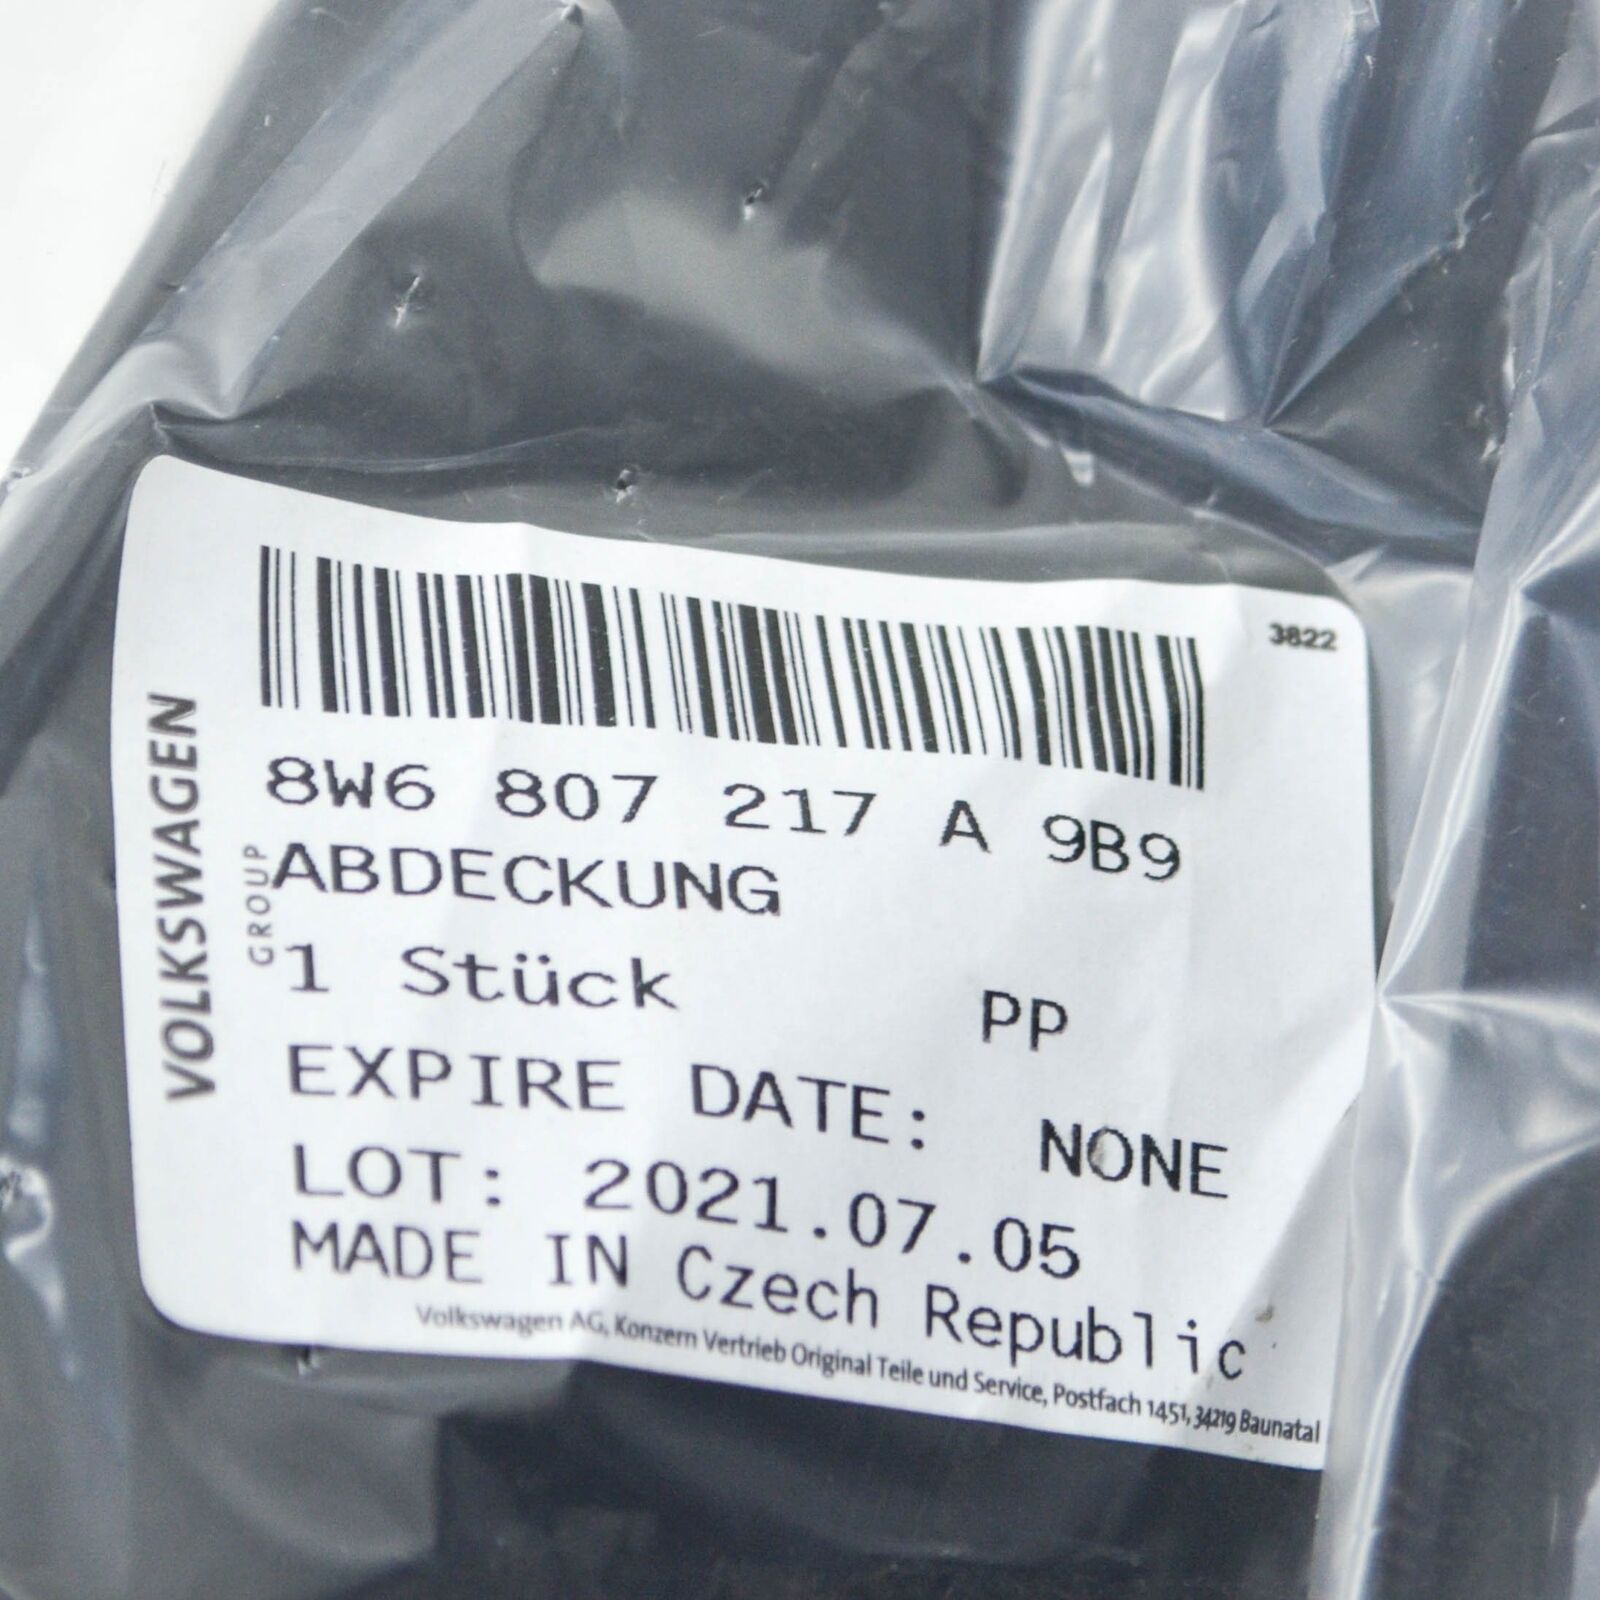 3822
8W6 807 217 A 9B9
ABDECKUNG
1 Stück PP
EXPIRE DATE: NONE
LOT: 2021.07.05
MADE IN Czech Republic
Volkswagen AG, Konzern Vertrieb Original Teile und Service, Postfach 1451, 34219 Baunatal
VOLKSWAGEN
GROUP